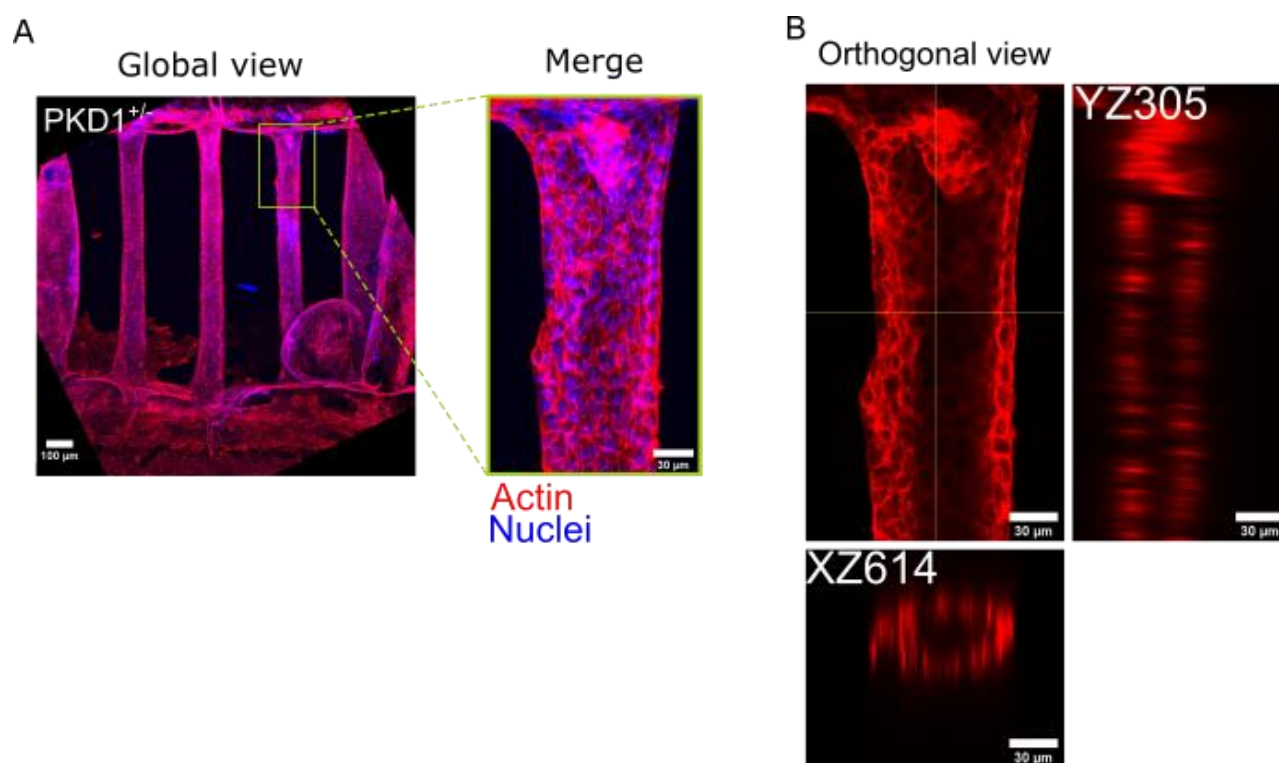 A
Global view
Merge
PKD1+/-
100 µm
30 µm
Actin
Nuclei
B
Orthogonal view
YZ305
30 µm
30 µm
XZ614
30 µm